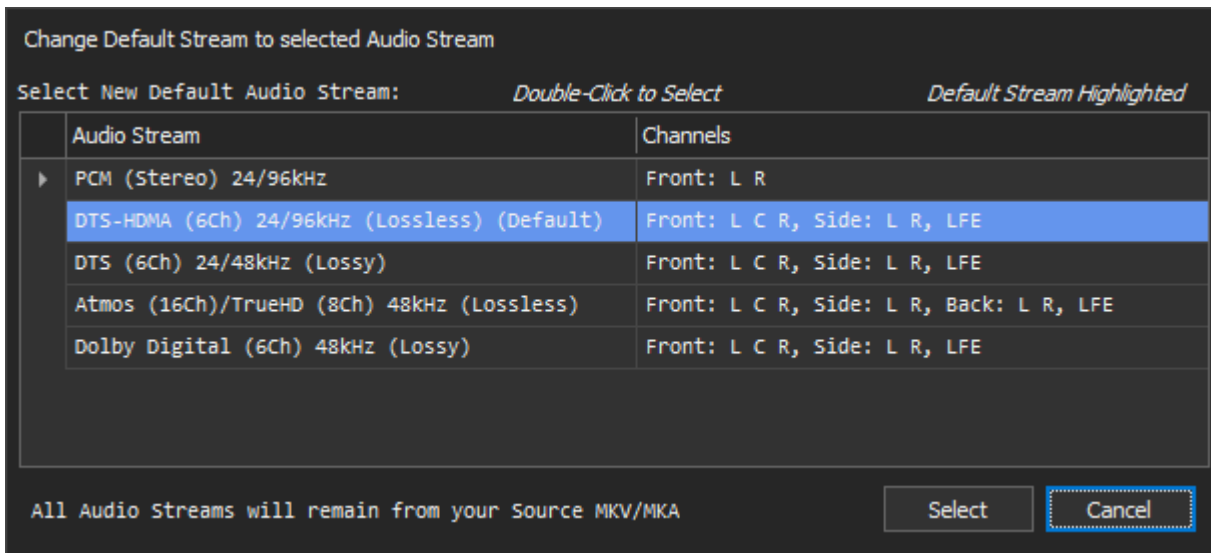 Change Default Stream to selected Audio Stream
Select New Default Audio Stream: Double-Click to Select Default Stream Highlighted
Audio Stream Channels
PCM (Stereo) 24/96kHz Front: L R
DTS-HDMA (6Ch) 24/96kHz (Lossless) (Default) Front: L C R, Side: L R, LFE
DTS (6Ch) 24/48kHz (Lossy) Front: L C R, Side: L R, LFE
Atmos (16Ch)/TrueHD (8Ch) 48kHz (Lossless) Front: L C R, Side: L R, Back: L R, LFE
Dolby Digital (6Ch) 48kHz (Lossy) Front: L C R, Side: L R, LFE
All Audio Streams will remain from your Source MKV/MKA Select Cancel